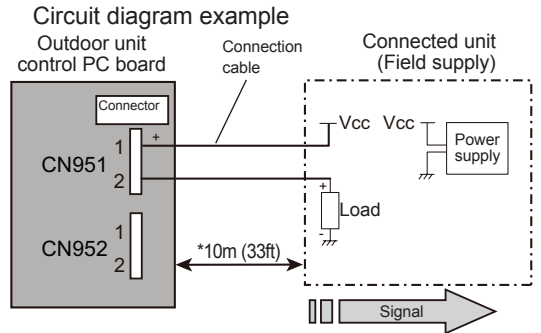 Circuit diagram example
Outdoor unit
control PC board
Connection
cable
Connected unit
(Field supply)
Connector
1
+
CN951
2
Vcc
Vcc
Power
supply
+
Load
-
1
CN952
2
*10m (33ft)
Signal